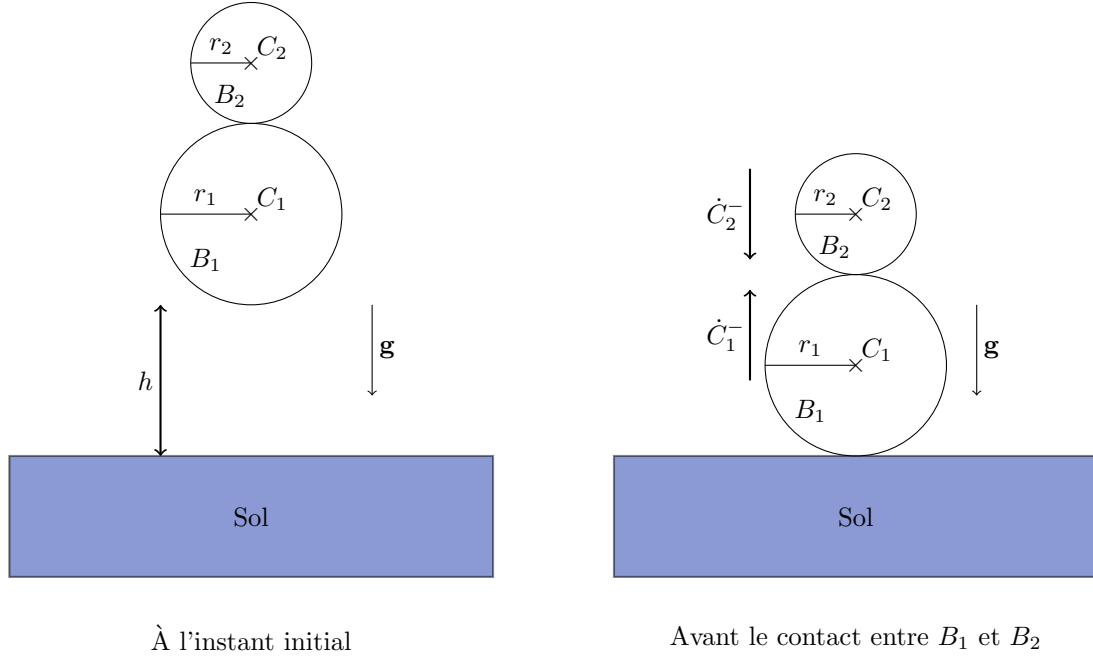 r₂
C₂
B₂
r₁
C₁
B₁
h
g
Sol
À l'instant initial
Ċ₂⁻
r₂
C₂
B₂
Ċ₁⁻
r₁
C₁
B₁
g
Sol
Avant le contact entre B₁ et B₂